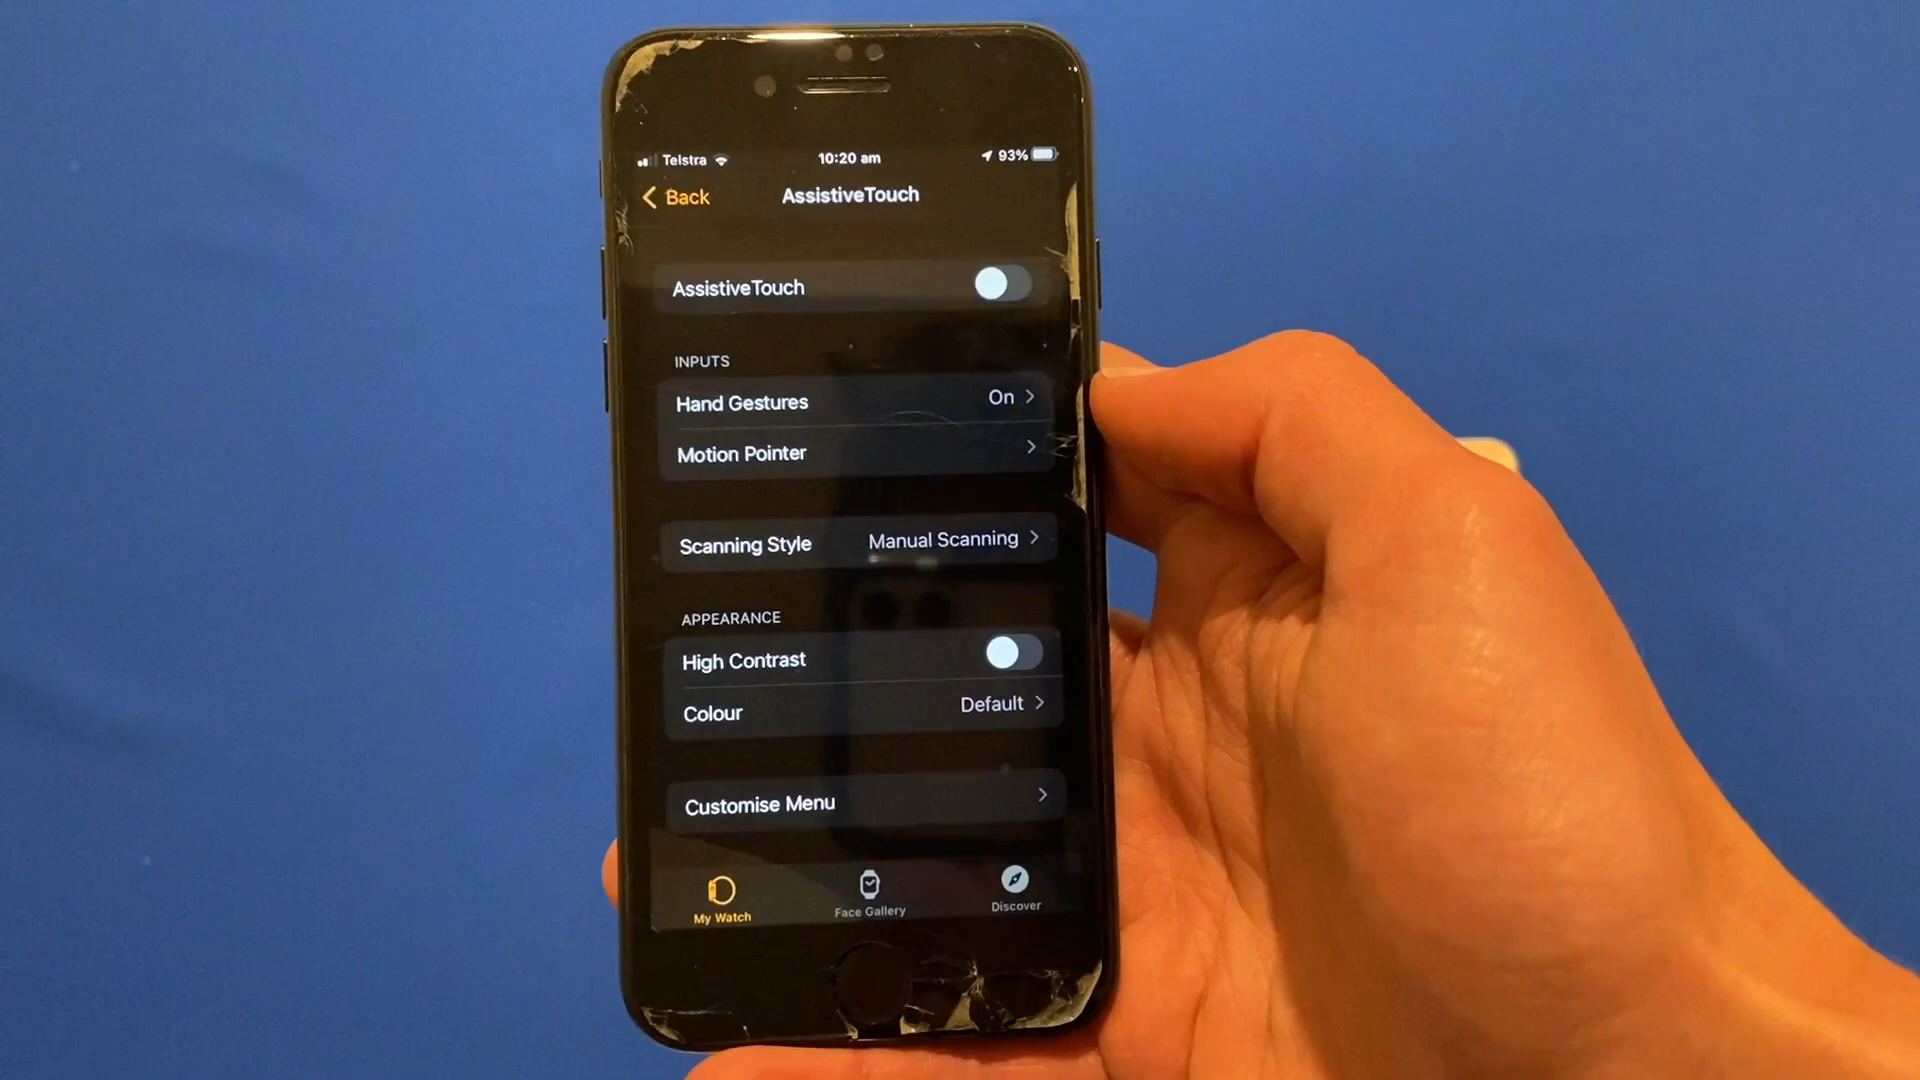 Telstra 10:20 am 93%
Back AssistiveTouch
AssistiveTouch
INPUTS
Hand Gestures On
Motion Pointer
Scanning Style Manual Scanning
APPEARANCE
High Contrast
Colour Default
Customise Menu
My Watch Face Gallery Discover